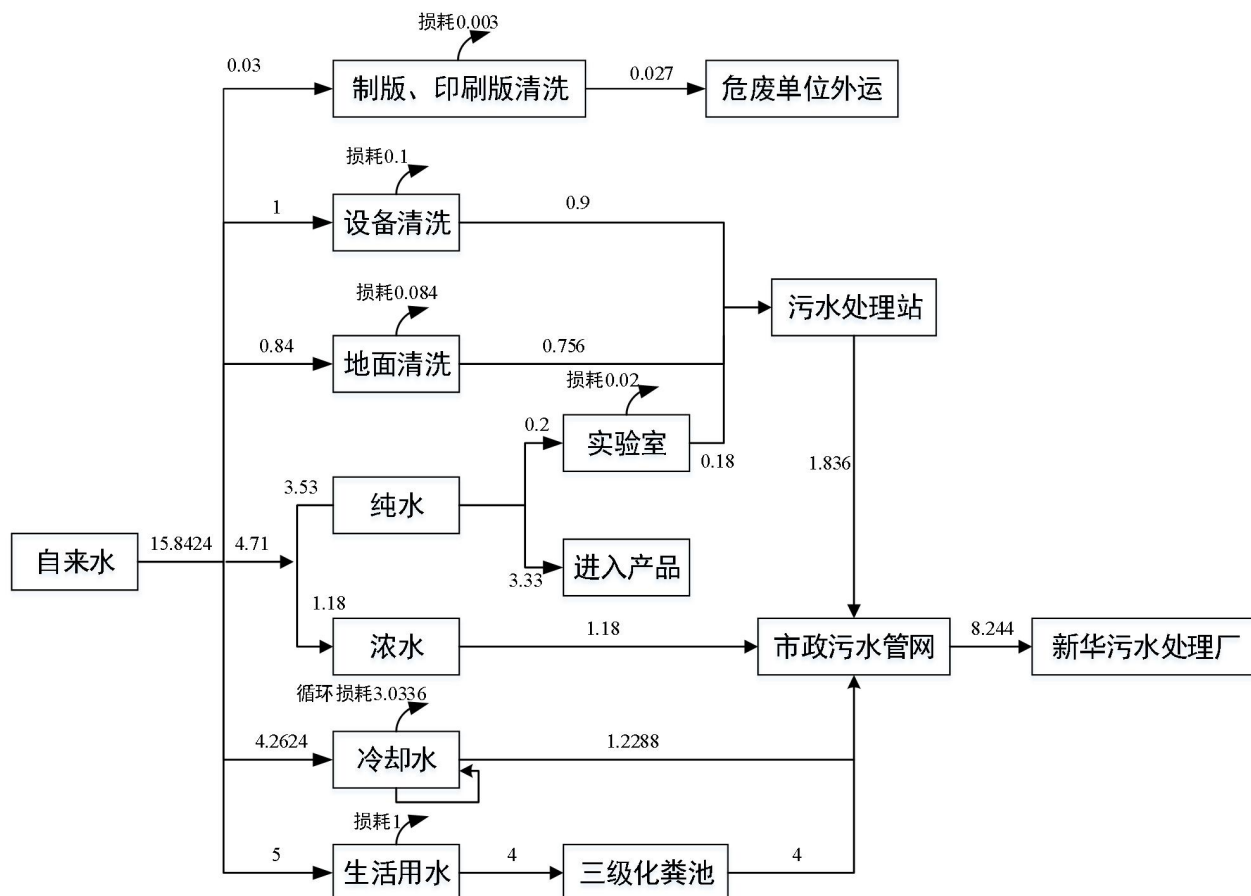 损耗0.003
0.03
制版、印刷版清洗
0.027
危废单位外运
损耗0.1
1
设备清洗
0.9
损耗0.084
污水处理站
0.84
地面清洗
0.756
损耗0.02
0.2
实验室
0.18
1.836
3.53
纯水
自来水
15.8424
4.71
3.33
进入产品
1.18
浓水
1.18
市政污水管网
8.244
新华污水处理厂
循环损耗3.0336
4.2624
冷却水
1.2288
损耗1
5
生活用水
4
三级化粪池
4